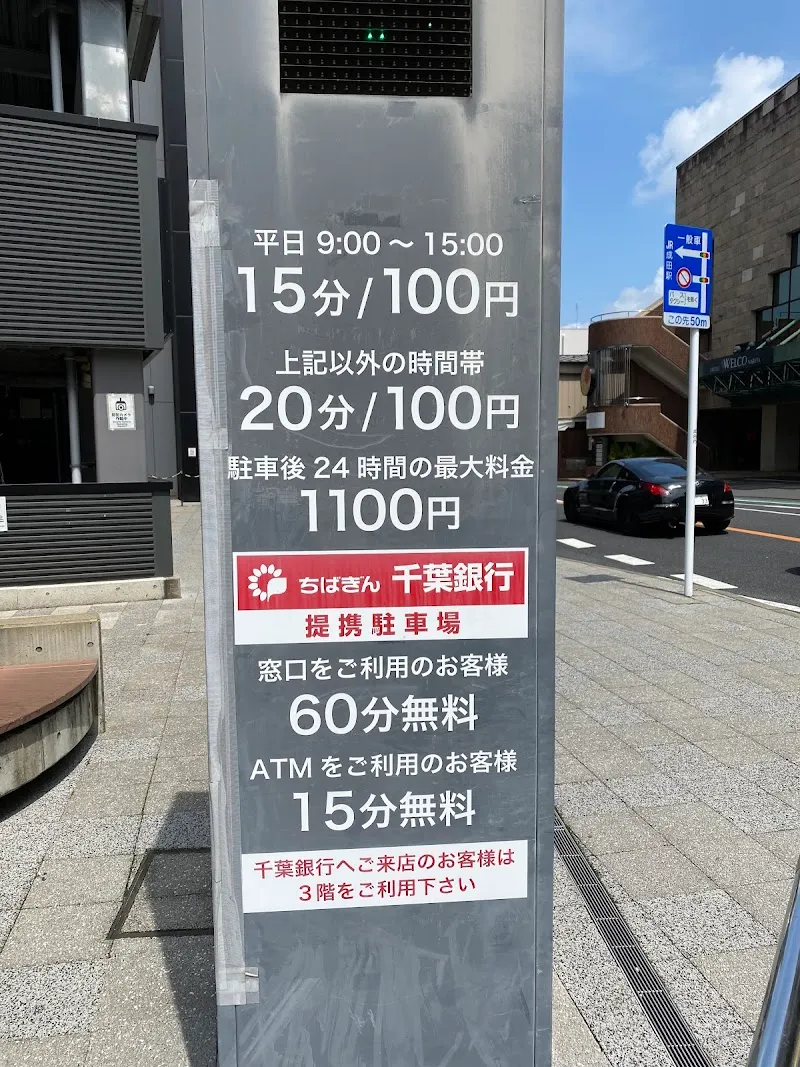 平日 9:00 ～ 15:00
15分/100円
上記以外の時間帯
20分/100円
駐車後 24 時間の最大料金
1100円
ちばぎん 千葉銀行
提携駐車場
窓口をご利用のお客様
60分無料
ATM をご利用のお客様
15分無料
千葉銀行へご来店のお客様は
3階をご利用下さい
一般車
JR成田駅
この先 50m
WELCO